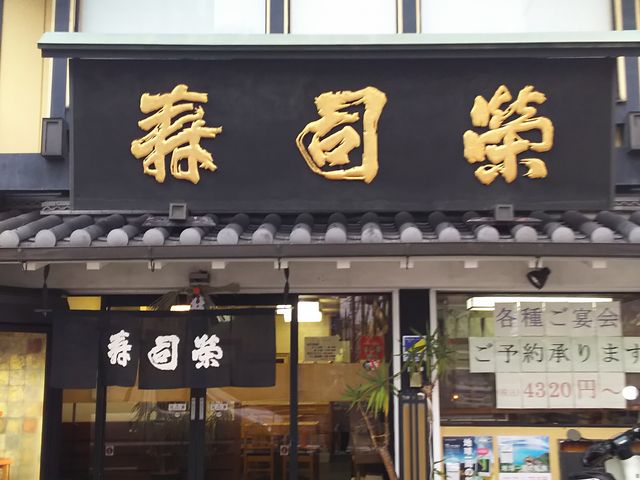 寿司栄
寿司栄
各種ご宴会
ご予約承ります
4320円～